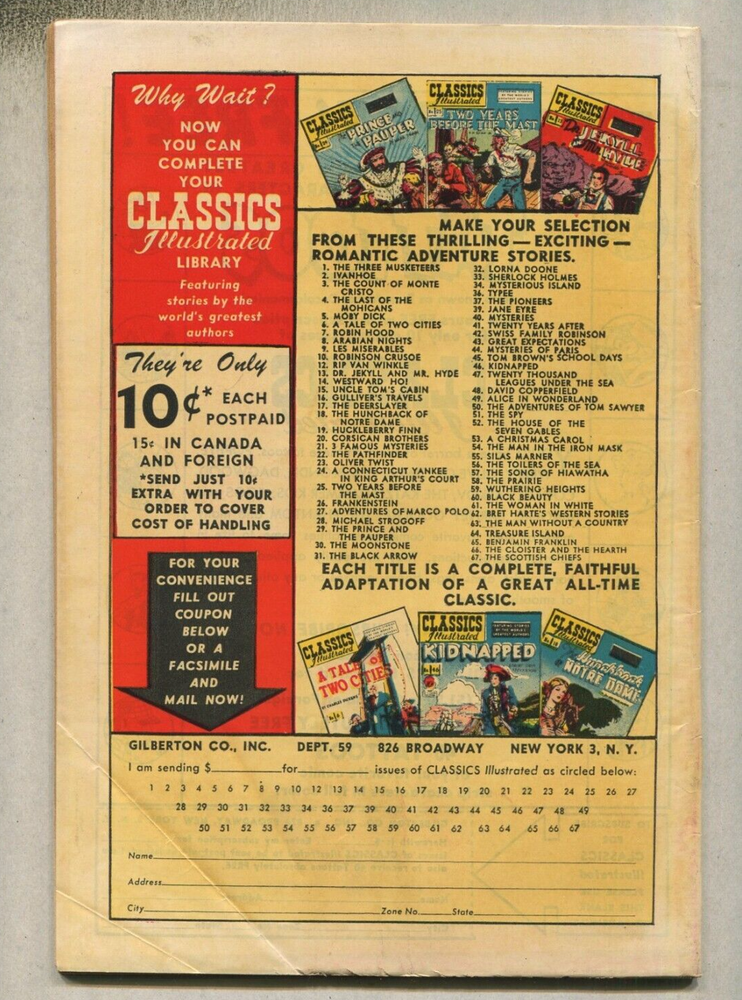 Why Wait?
NOW
YOU CAN
COMPLETE
YOUR
CLASSICS
Illustrated
LIBRARY
Featuring
stories by the
world's greatest
authors
They're Only
10¢* EACH
POSTPAID
15¢ IN CANADA
AND FOREIGN
*SEND JUST 10¢
EXTRA WITH YOUR
ORDER TO COVER
COST OF HANDLING
FOR YOUR
CONVENIENCE
FILL OUT
COUPON
BELOW
OR A
FACSIMILE
AND
MAIL NOW!
CLASSICS
Illustrated
The PRINCE
and the
PAUPER
CLASSICS
Illustrated
FEATURING STORIES
BY THE WORLD'S
GREATEST AUTHORS
TWO YEARS
BEFORE THE MAST
CLASSICS
Illustrated
Dr. JEKYLL
and Mr. HYDE
MAKE YOUR SELECTION
FROM THESE THRILLING — EXCITING —
ROMANTIC ADVENTURE STORIES.
1. THE THREE MUSKETEERS
2. IVANHOE
3. THE COUNT OF MONTE
CRISTO
4. THE LAST OF THE
MOHICANS
5. MOBY DICK
6. A TALE OF TWO CITIES
7. ROBIN HOOD
8. ARABIAN NIGHTS
9. LES MISERABLES
10. ROBINSON CRUSOE
12. RIP VAN WINKLE
13. DR. JEKYLL AND MR. HYDE
14. WESTWARD HO!
15. UNCLE TOM'S CABIN
16. GULLIVER'S TRAVELS
17. THE DEERSLAYER
18. THE HUNCHBACK OF
NOTRE DAME
19. HUCKLEBERRY FINN
20. CORSICAN BROTHERS
21. 3 FAMOUS MYSTERIES
22. THE PATHFINDER
23. OLIVER TWIST
24. A CONNECTICUT YANKEE
IN KING ARTHUR'S COURT
25. TWO YEARS BEFORE
THE MAST
26. FRANKENSTEIN
27. ADVENTURES OF MARCO POLO
28. MICHAEL STROGOFF
29. THE PRINCE AND
THE PAUPER
30. THE MOONSTONE
31. THE BLACK ARROW
32. LORNA DOONE
33. SHERLOCK HOLMES
34. MYSTERIOUS ISLAND
36. TYPEE
37. THE PIONEERS
39. JANE EYRE
40. MYSTERIES
41. TWENTY YEARS AFTER
42. SWISS FAMILY ROBINSON
43. GREAT EXPECTATIONS
44. MYSTERIES OF PARIS
45. TOM BROWN'S SCHOOL DAYS
46. KIDNAPPED
47. TWENTY THOUSAND
LEAGUES UNDER THE SEA
48. DAVID COPPERFIELD
49. ALICE IN WONDERLAND
50. THE ADVENTURES OF TOM SAWYER
51. THE SPY
52. THE HOUSE OF THE
SEVEN GABLES
53. A CHRISTMAS CAROL
54. THE MAN IN THE IRON MASK
55. SILAS MARNER
56. THE TOILERS OF THE SEA
57. THE SONG OF HIAWATHA
58. THE PRAIRIE
59. WUTHERING HEIGHTS
60. BLACK BEAUTY
61. THE WOMAN IN WHITE
62. BRET HARTE'S WESTERN STORIES
63. THE MAN WITHOUT A COUNTRY
64. TREASURE ISLAND
65. BENJAMIN FRANKLIN
66. THE CLOISTER AND THE HEARTH
67. THE SCOTTISH CHIEFS
EACH TITLE IS A COMPLETE, FAITHFUL
ADAPTATION OF A GREAT ALL-TIME
CLASSIC.
CLASSICS
Illustrated
A TALE of
TWO CITIES
BY CHARLES DICKENS
CLASSICS
Illustrated
FEATURING STORIES
BY THE WORLD'S
GREATEST AUTHORS
KIDNAPPED
CLASSICS
Illustrated
Hunchback
of
NOTRE DAME
GILBERTON CO., INC. DEPT. 59 826 BROADWAY NEW YORK 3, N. Y.
I am sending $ for issues of CLASSICS Illustrated as circled below:
1 2 3 4 5 6 7 8 9 10 12 13 14 15 16 17 18 19 20 21 22 23 24 25 26 27
28 29 30 31 32 33 34 36 37 39 40 41 42 43 44 45 46 47 48 49
50 51 52 53 54 55 56 57 58 59 60 61 62 63 64 65 66 67
Name
Address
City Zone No. State